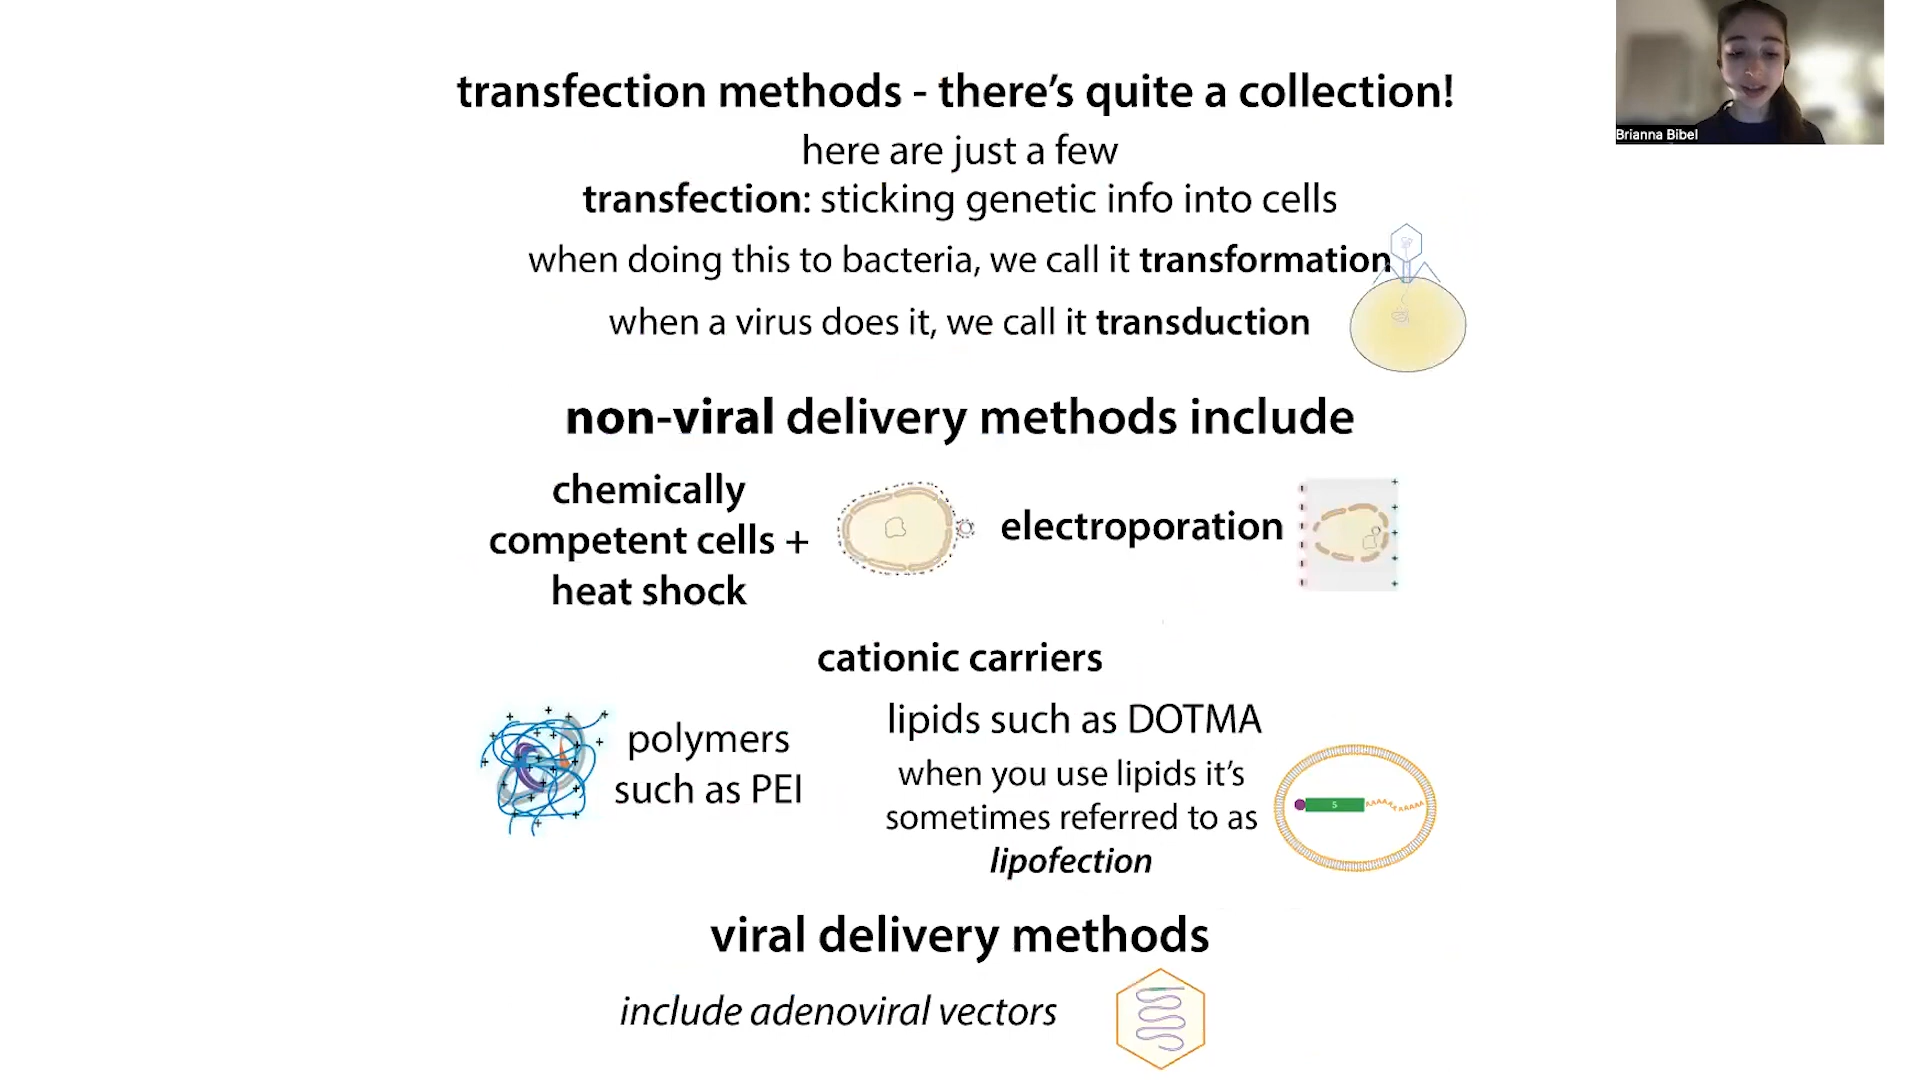 transfection methods - there's quite a collection!
here are just a few
transfection: sticking genetic info into cells
when doing this to bacteria, we call it transformation
when a virus does it, we call it transduction
non-viral delivery methods include
chemically
competent cells +
heat shock
electroporation
cationic carriers
polymers
such as PEI
lipids such as DOTMA
when you use lipids it's
sometimes referred to as
lipofection
viral delivery methods
include adenoviral vectors
Brianna Bibel